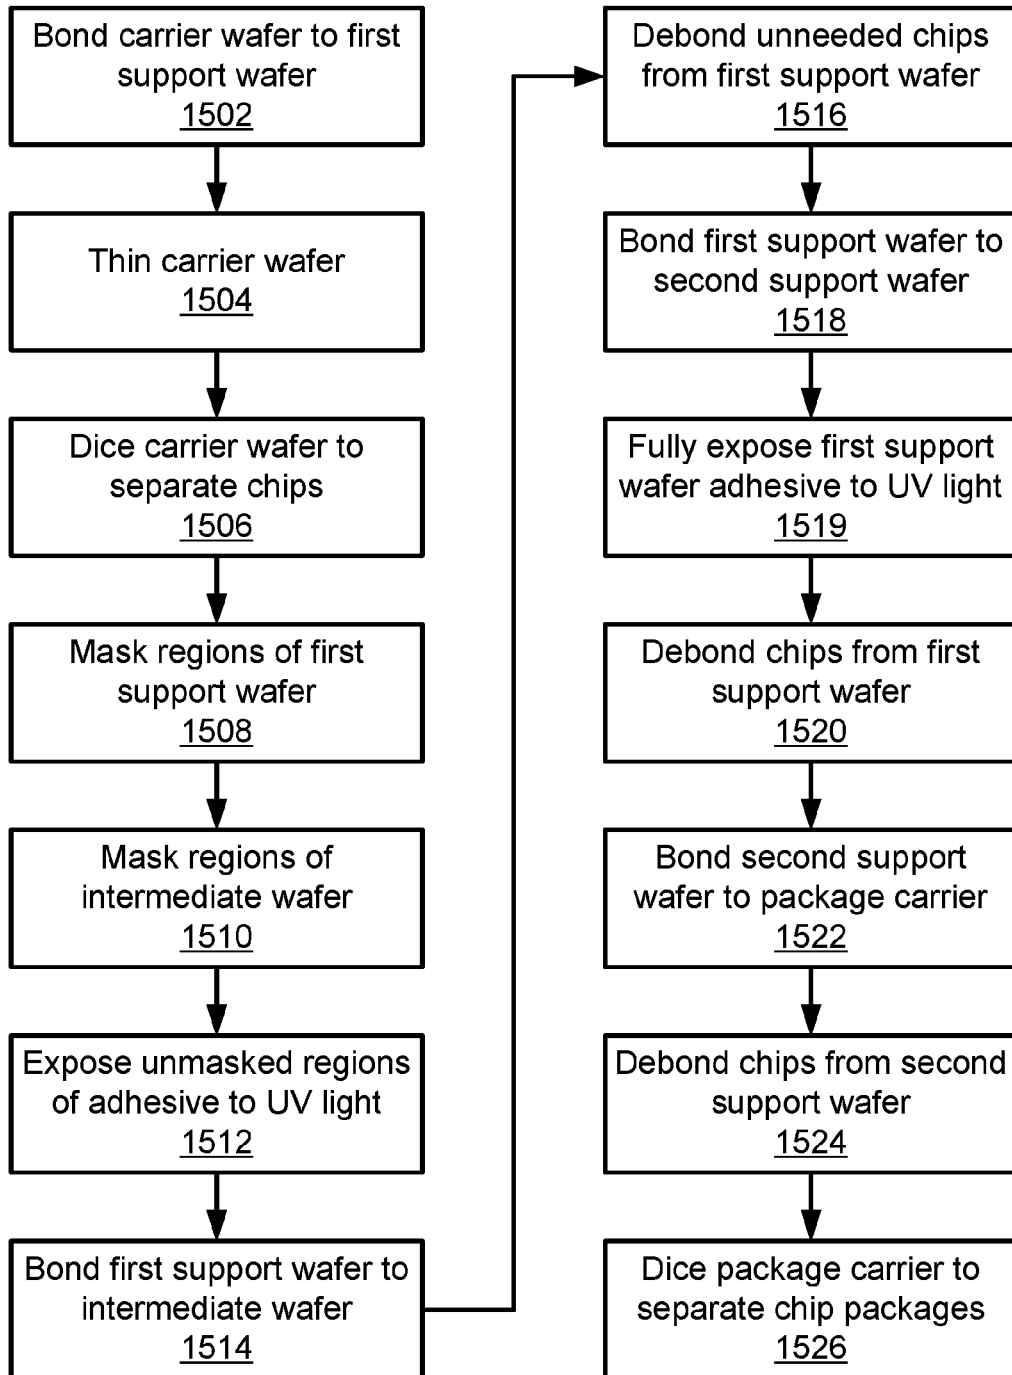 Bond carrier wafer to first
support wafer
1502
Thin carrier wafer
1504
Dice carrier wafer to
separate chips
1506
Mask regions of first
support wafer
1508
Mask regions of
intermediate wafer
1510
Expose unmasked regions
of adhesive to UV light
1512
Bond first support wafer to
intermediate wafer
1514
Debond unneeded chips
from first support wafer
1516
Bond first support wafer to
second support wafer
1518
Fully expose first support
wafer adhesive to UV light
1519
Debond chips from first
support wafer
1520
Bond second support
wafer to package carrier
1522
Debond chips from second
support wafer
1524
Dice package carrier to
separate chip packages
1526